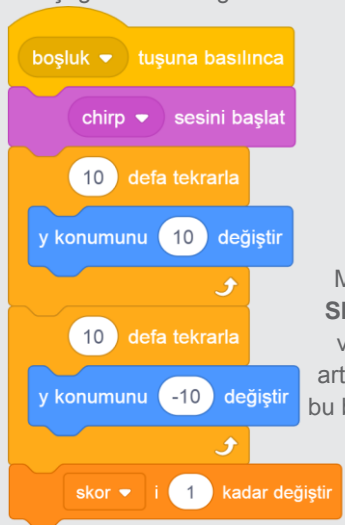 boşluk tuşuna basılınca
chirp sesini başlat
10 defa tekrarla
y konumunu 10 değiştir
10 defa tekrarla
y konumunu -10 değiştir
bu
skor i 1 kadar değiştir